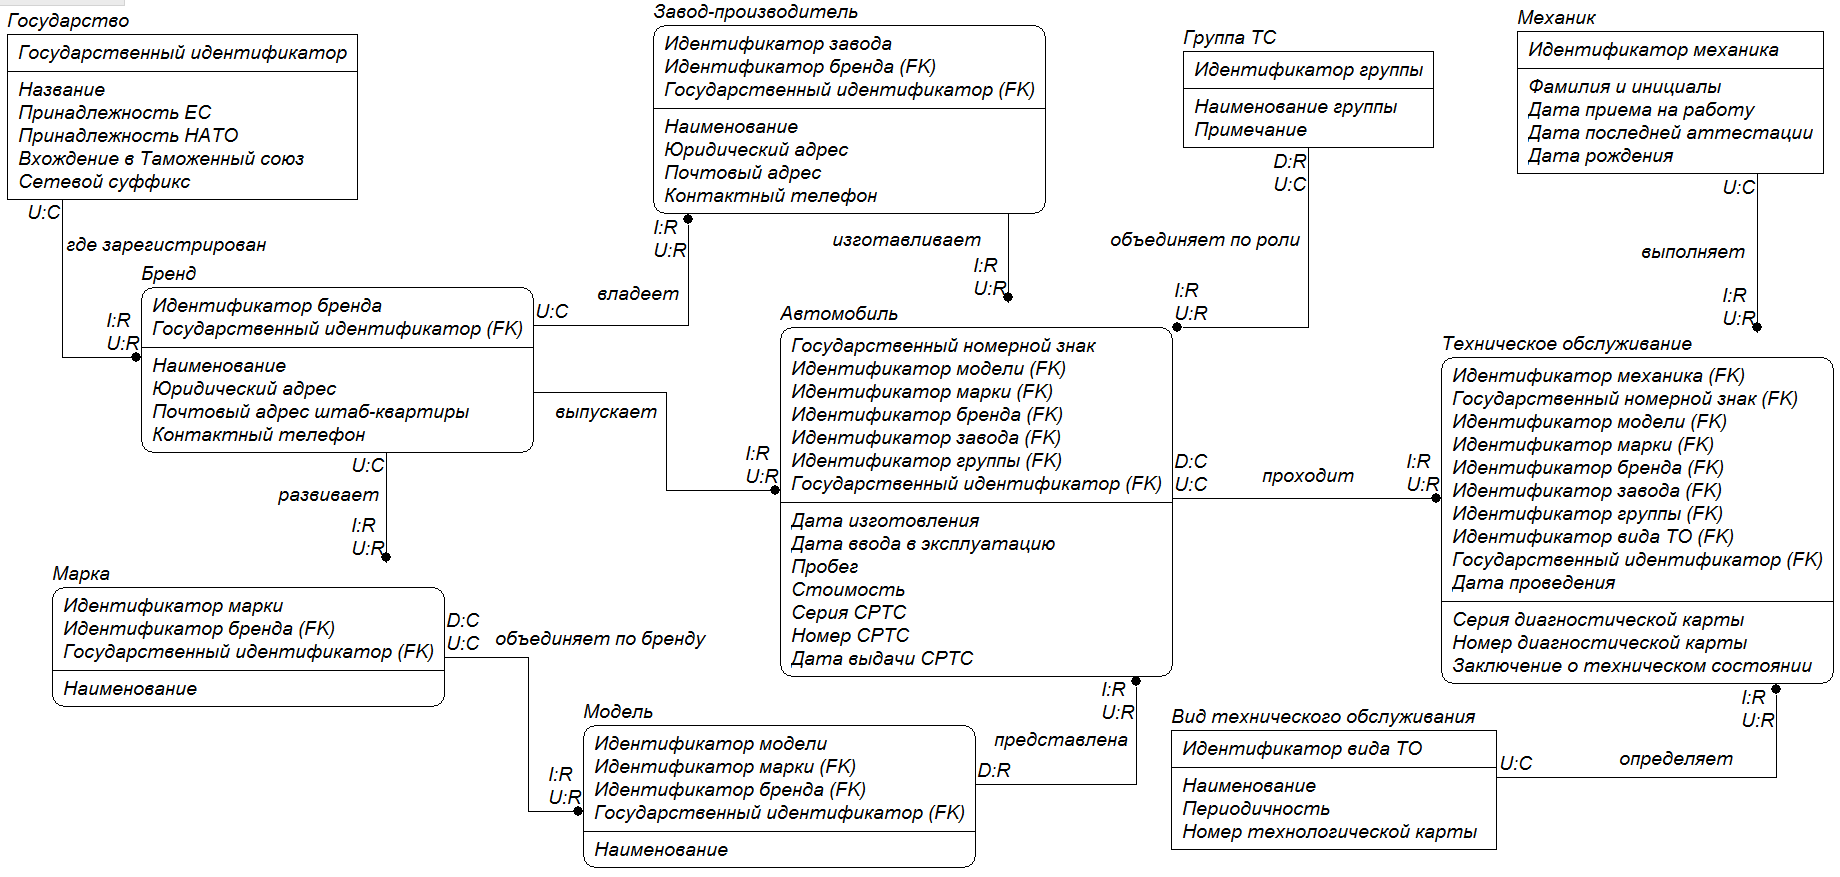 Государство
Государственный идентификатор
Название
Принадлежность ЕС
Принадлежность НАТО
Вхождение в Таможенный союз
Сетевой суффикс
U:C
где зарегистрирован
I:R
U:R
Бренд
Идентификатор бренда
Государственный идентификатор (FK)
Наименование
Юридический адрес
Почтовый адрес штаб-квартиры
Контактный телефон
U:C
владеет
I:R
U:R
выпускает
I:R
U:R
U:C
развивает
I:R
U:R
Завод-производитель
Идентификатор завода
Идентификатор бренда (FK)
Государственный идентификатор (FK)
Наименование
Юридический адрес
Почтовый адрес
Контактный телефон
изготавливает
I:R
U:R
Группа ТС
Идентификатор группы
Наименование группы
Примечание
D:R
U:C
объединяет по роли
I:R
U:R
Механик
Идентификатор механика
Фамилия и инициалы
Дата приема на работу
Дата последней аттестации
Дата рождения
U:C
выполняет
I:R
U:R
Автомобиль
Государственный номерной знак
Идентификатор модели (FK)
Идентификатор марки (FK)
Идентификатор бренда (FK)
Идентификатор завода (FK)
Идентификатор группы (FK)
Государственный идентификатор (FK)
Дата изготовления
Дата ввода в эксплуатацию
Пробег
Стоимость
Серия СРТС
Номер СРТС
Дата выдачи СРТС
D:C
U:C
проходит
I:R
U:R
Техническое обслуживание
Идентификатор механика (FK)
Государственный номерной знак (FK)
Идентификатор модели (FK)
Идентификатор марки (FK)
Идентификатор бренда (FK)
Идентификатор завода (FK)
Идентификатор группы (FK)
Идентификатор вида ТО (FK)
Государственный идентификатор (FK)
Дата проведения
Серия диагностической карты
Номер диагностической карты
Заключение о техническом состоянии
Марка
Идентификатор марки
Идентификатор бренда (FK)
Государственный идентификатор (FK)
Наименование
D:C
U:C
объединяет по бренду
I:R
U:R
Модель
Идентификатор модели
Идентификатор марки (FK)
Идентификатор бренда (FK)
Государственный идентификатор (FK)
Наименование
I:R
U:R
представлена
D:R
Вид технического обслуживания
Идентификатор вида ТО
Наименование
Периодичность
Номер технологической карты
U:C
определяет
I:R
U:R